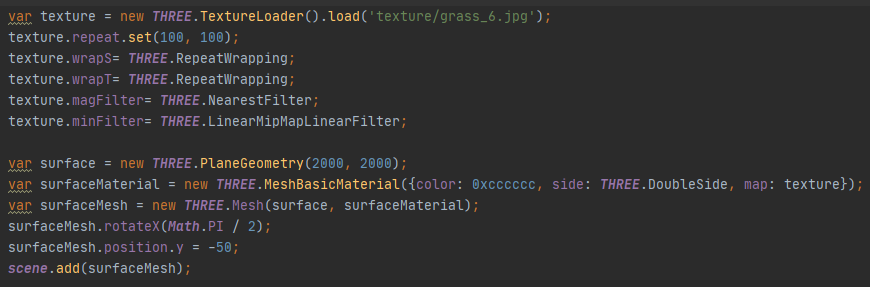 var texture = new THREE.TextureLoader().load('texture/grass_6.jpg');
texture.repeat.set(100, 100);
texture.wrapS= THREE.RepeatWrapping;
texture.wrapT= THREE.RepeatWrapping;
texture.magFilter= THREE.NearestFilter;
texture.minFilter= THREE.LinearMipMapLinearFilter;
var surface = new THREE.PlaneGeometry(2000, 2000);
var surfaceMaterial = new THREE.MeshBasicMaterial({color: 0xcccccc, side: THREE.DoubleSide, map: texture});
var surfaceMesh = new THREE.Mesh(surface, surfaceMaterial);
surfaceMesh.rotateX(Math.PI / 2);
surfaceMesh.position.y = -50;
scene.add(surfaceMesh);